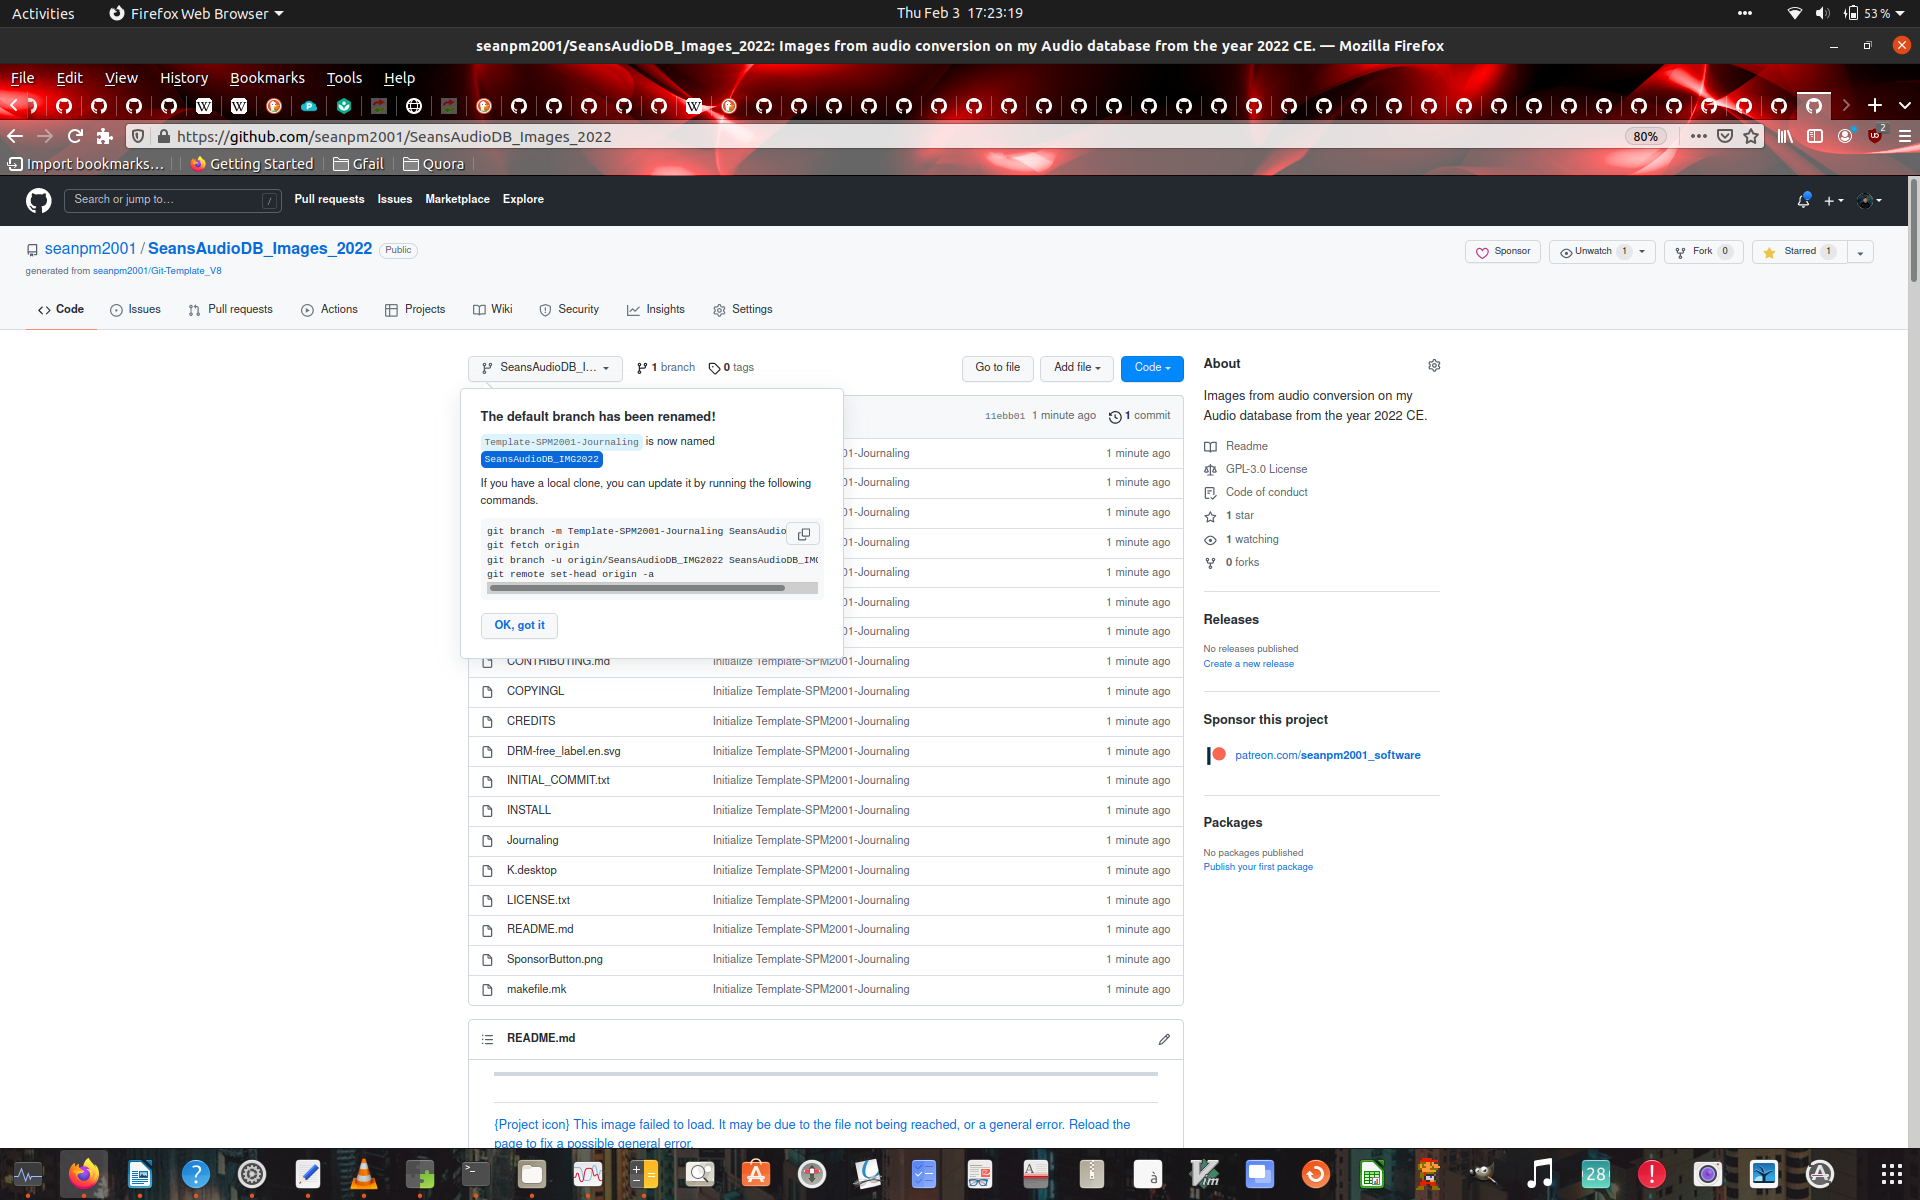 Activities
Firefox Web Browser
Thu Feb 3 17:23:19
53 %
seanpm2001/SeansAudioDB_Images_2022: Images from audio conversion on my Audio database from the year 2022 CE. — Mozilla Firefox
File Edit View History Bookmarks Tools Help
https://github.com/seanpm2001/SeansAudioDB_Images_2022
80%
2
Import bookmarks…
Getting Started
Gfail
Quora
Search or jump to…
/
Pull requests
Issues
Marketplace
Explore
seanpm2001 / SeansAudioDB_Images_2022
Public
generated from seanpm2001/Git-Template_V8
Sponsor
Unwatch 1
Fork 0
Starred 1
Code
Issues
Pull requests
Actions
Projects
Wiki
Security
Insights
Settings
SeansAudioDB_I...
1 branch
0 tags
Go to file
Add file
Code
The default branch has been renamed!
Template-SPM2001-Journaling is now named
SeansAudioDB_IMG2022
If you have a local clone, you can update it by running the following
commands.
git branch -m Template-SPM2001-Journaling SeansAudio
git fetch origin
git branch -u origin/SeansAudioDB_IMG2022 SeansAudioDB_IMG
git remote set-head origin -a
OK, got it
11ebb01 1 minute ago 1 commit
01-Journaling 1 minute ago
01-Journaling 1 minute ago
01-Journaling 1 minute ago
01-Journaling 1 minute ago
01-Journaling 1 minute ago
01-Journaling 1 minute ago
01-Journaling 1 minute ago
CONTRIBUTING.md Initialize Template-SPM2001-Journaling 1 minute ago
COPYINGL Initialize Template-SPM2001-Journaling 1 minute ago
CREDITS Initialize Template-SPM2001-Journaling 1 minute ago
DRM-free_label.en.svg Initialize Template-SPM2001-Journaling 1 minute ago
INITIAL_COMMIT.txt Initialize Template-SPM2001-Journaling 1 minute ago
INSTALL Initialize Template-SPM2001-Journaling 1 minute ago
Journaling Initialize Template-SPM2001-Journaling 1 minute ago
K.desktop Initialize Template-SPM2001-Journaling 1 minute ago
LICENSE.txt Initialize Template-SPM2001-Journaling 1 minute ago
README.md Initialize Template-SPM2001-Journaling 1 minute ago
SponsorButton.png Initialize Template-SPM2001-Journaling 1 minute ago
makefile.mk Initialize Template-SPM2001-Journaling 1 minute ago
README.md
{Project icon} This image failed to load. It may be due to the file not being reached, or a general error. Reload the
page to fix a possible general error.
About
Images from audio conversion on my
Audio database from the year 2022 CE.
Readme
GPL-3.0 License
Code of conduct
1 star
1 watching
0 forks
Releases
No releases published
Create a new release
Sponsor this project
patreon.com/seanpm2001_software
Packages
No packages published
Publish your first package
28